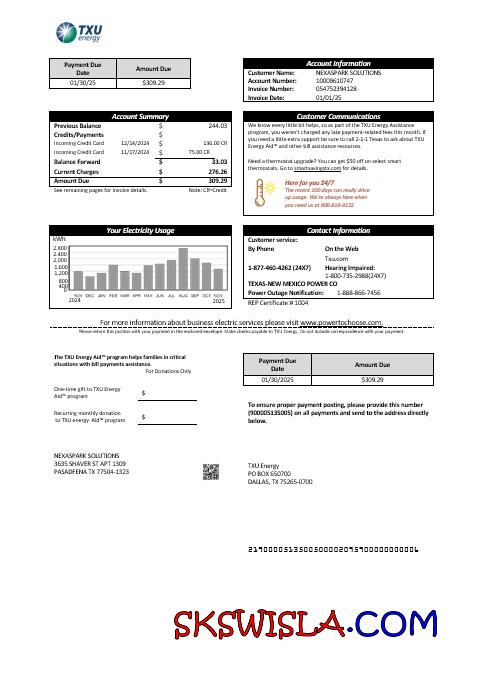 TXU
energy
Payment Due
Date
Amount Due
01/30/25
$309.29
Account Information
Customer Name: NEXASPARK SOLUTIONS
Account Number: 10009610747
Invoice Number: 054752394128
Invoice Date: 01/01/25
Account Summary
Previous Balance $ 244.03
Credits/Payments $
Incoming Credit Card 12/14/2024 $ 136.00 CR
Incoming Credit Card 11/17/2024 $ 75.00 CR
Balance Forward $ 33.03
Current Charges $ 276.26
Amount Due $ 309.29
See remaining pages for invoice details. Note: CR=Credit
Customer Communications
We know every little bit helps, so as part of the TXU Energy Assistance
program, you weren't charged any late payment-related fees this month. If
you need a little extra support be sure to call 2-1-1 Texas to ask about TXU
Energy Aid™ and other bill assistance resources.
Need a thermostat upgrade? You can get $50 off on select smart
thermostats. Go to smartsavingstx.com for details.
Here for you 24/7
The recent 100 days can really drive
up usage. We're always here when
you need us at 800-818-6132
Your Electricity Usage
kWh
2,800
2,400
2,000
1,600
1,200
800
400
0
NOV DEC JAN FEB MAR APR MAY JUN JUL AUG SEP OCT NOV
2024 2025
Contact Information
Customer service:
By Phone On the Web
Txu.com
1-877-460-4262 (24X7) Hearing Impaired:
1-800-735-2988(24X7)
TEXAS-NEW MEXICO POWER CO
Power Outage Notification: 1-888-866-7456
REP Certificate:# 1004
For more information about business electric services please visit www.powertochoose.com.
Please return this portion with your payment in the enclosed envelope. Make checks payable to TXU Energy. Do not include correspondence with your payment.
The TXU Energy Aid™ program helps families in critical
situations with bill payments assistance.
For Donations Only
One-time gift to TXU Energy
Aid™ program $
Recurring monthly donation
to TXU energy Aid™ program $
Payment Due
Date
Amount Due
01/30/2025
$309.29
To ensure proper payment posting, please provide this number
(900005135005) on all payments and send to the address directly
below.
NEXASPARK SOLUTIONS
3635 SHAVER ST APT 1309
PASADFENA TX 77504-1323
TXU Energy
PO BOX 650700
DALLAS, TX 75265-0700
SKSWISLA.COM